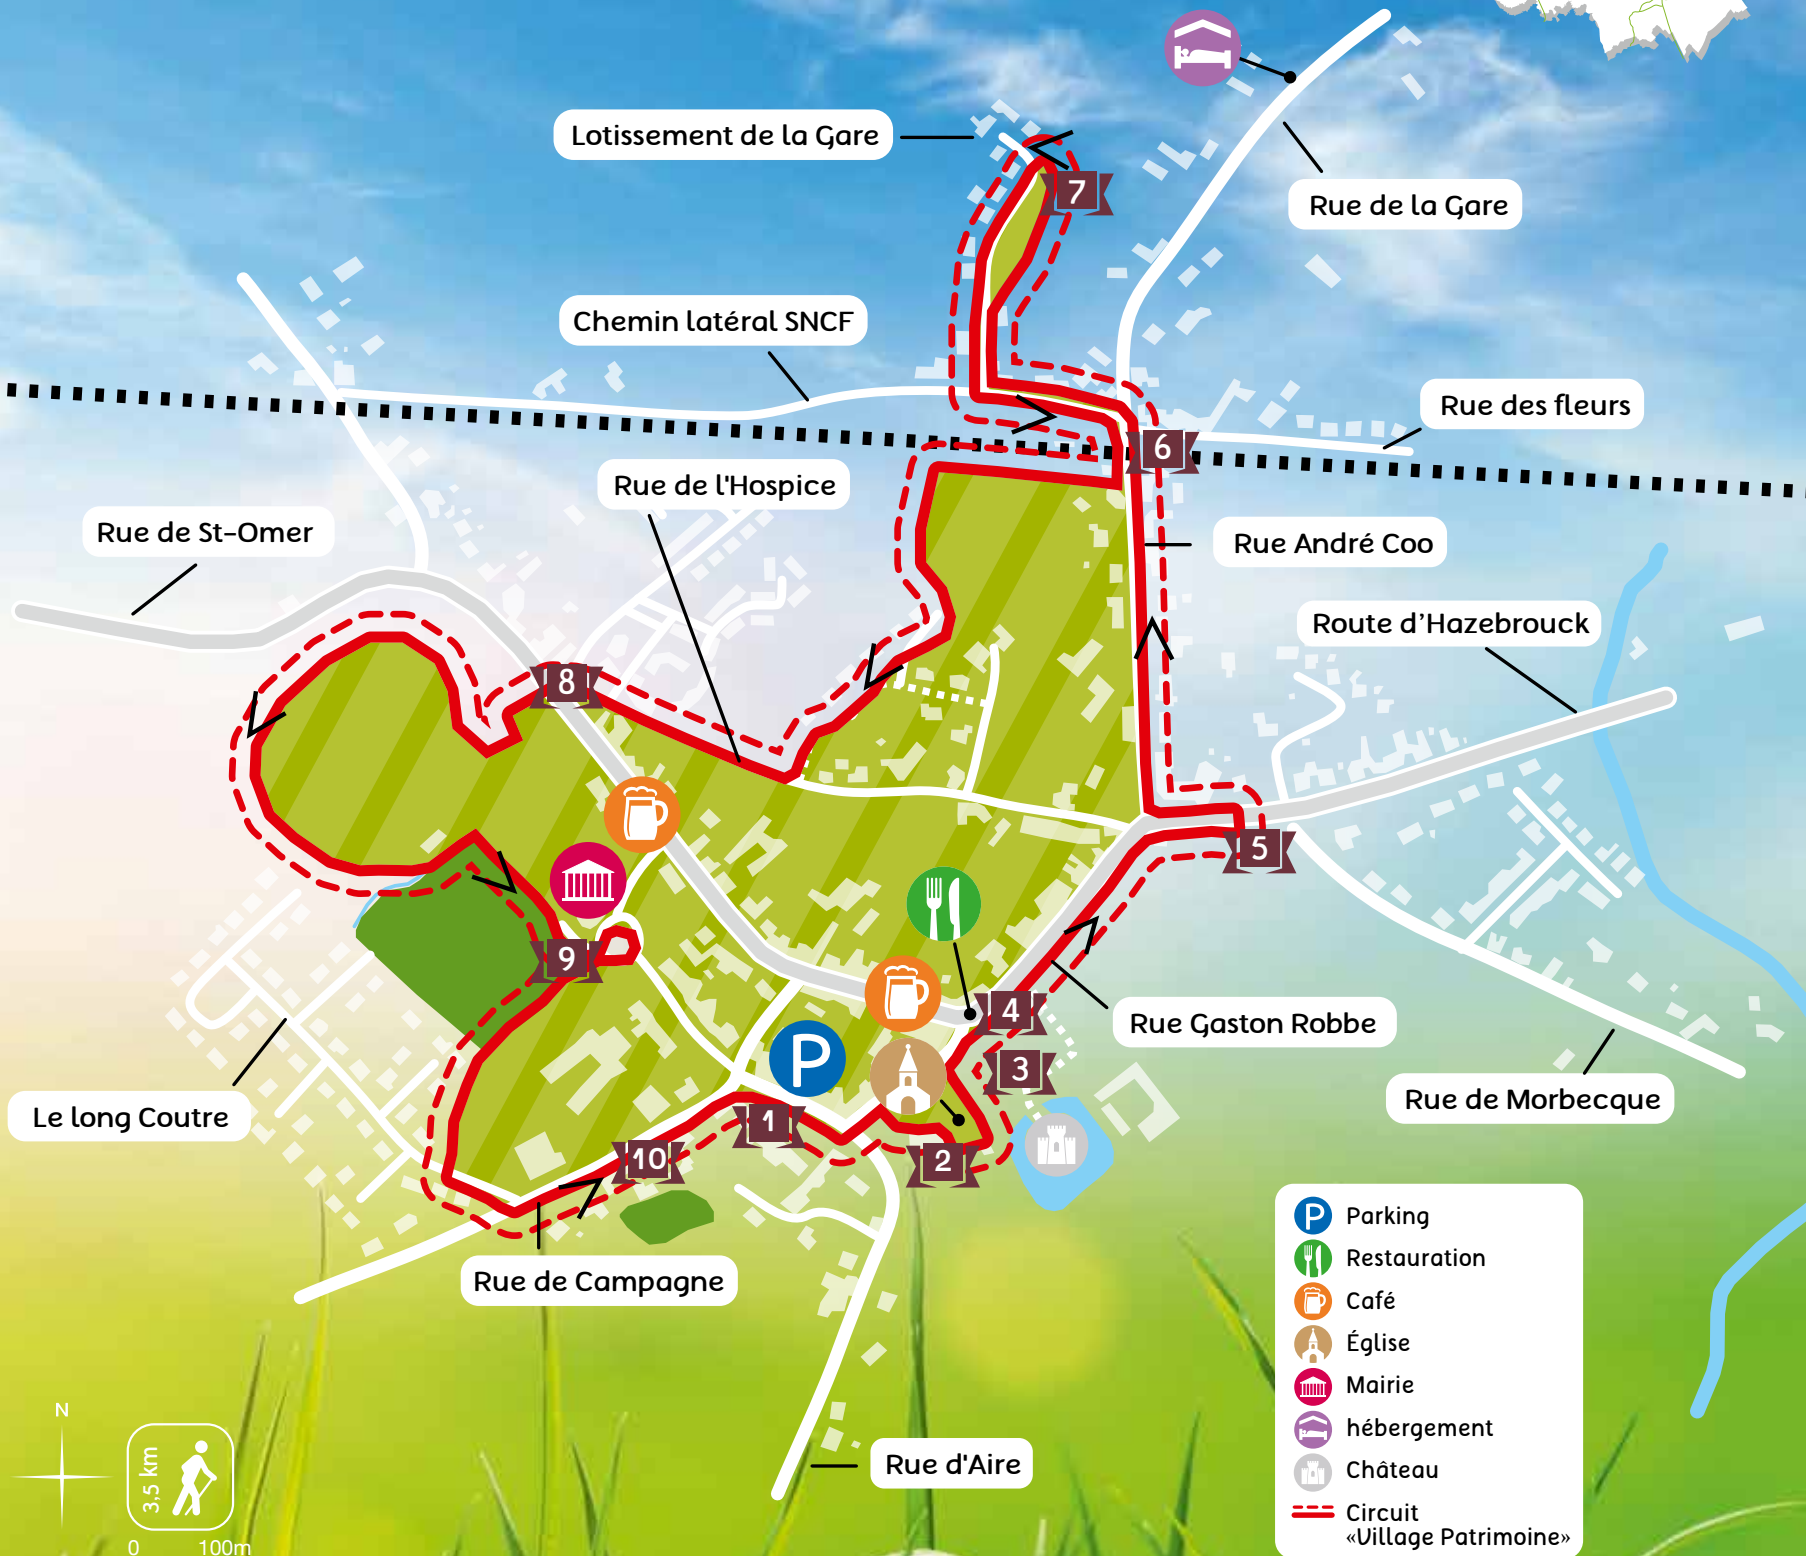 Lotissement de la Gare
7
Rue de la Gare
Chemin latéral SNCF
Rue des fleurs
6
Rue de l'Hospice
Rue de St-Omer
Rue André Coo
Route d’Hazebrouck
8
5
9
4
Rue Gaston Robbe
3
P
Rue de Morbecque
Le long Coutre
1
10
2
Rue de Campagne
Rue d'Aire
P Parking
Restauration
Café
Église
Mairie
hébergement
Château
Circuit
«Village Patrimoine»
N
3,5 km
0 100m